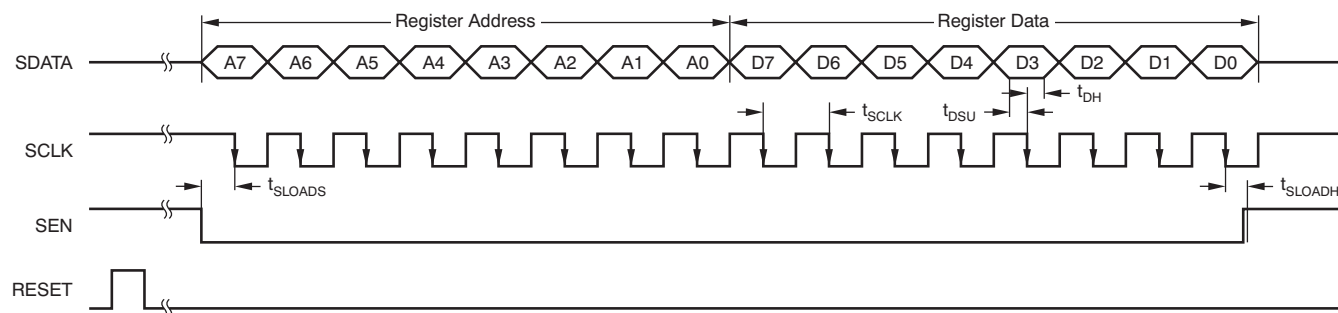 Register Address
Register Data
SDATA
A7 A6 A5 A4 A3 A2 A1 A0 D7 D6 D5 D4 D3 D2 D1 D0
tSCLK
tDSU
tDH
SCLK
tSLOADS
tSLOADH
SEN
RESET